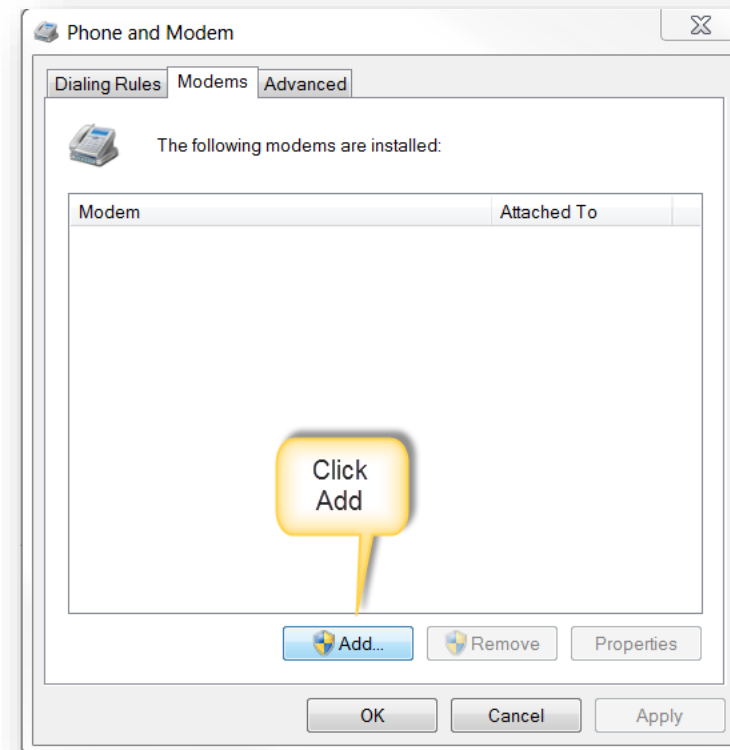 Phone and Modem
Dialing Rules Modems Advanced
The following modems are installed:
Modem Attached To
Click
Add
Add... Remove Properties
OK Cancel Apply